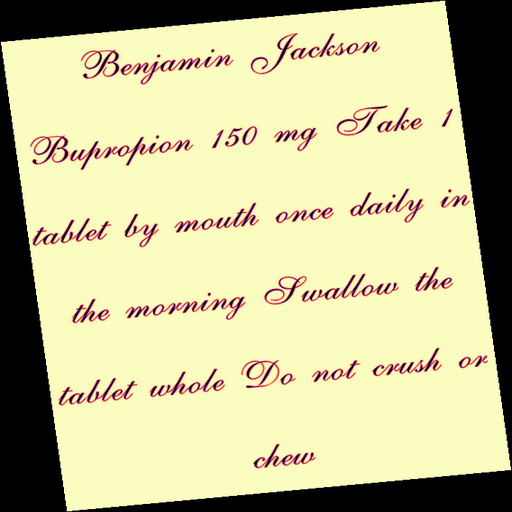 Benjamin Jackson
Bupropion 150 mg Take 1
tablet by mouth once daily in
the morning Swallow the
tablet whole Do not crush or
chew